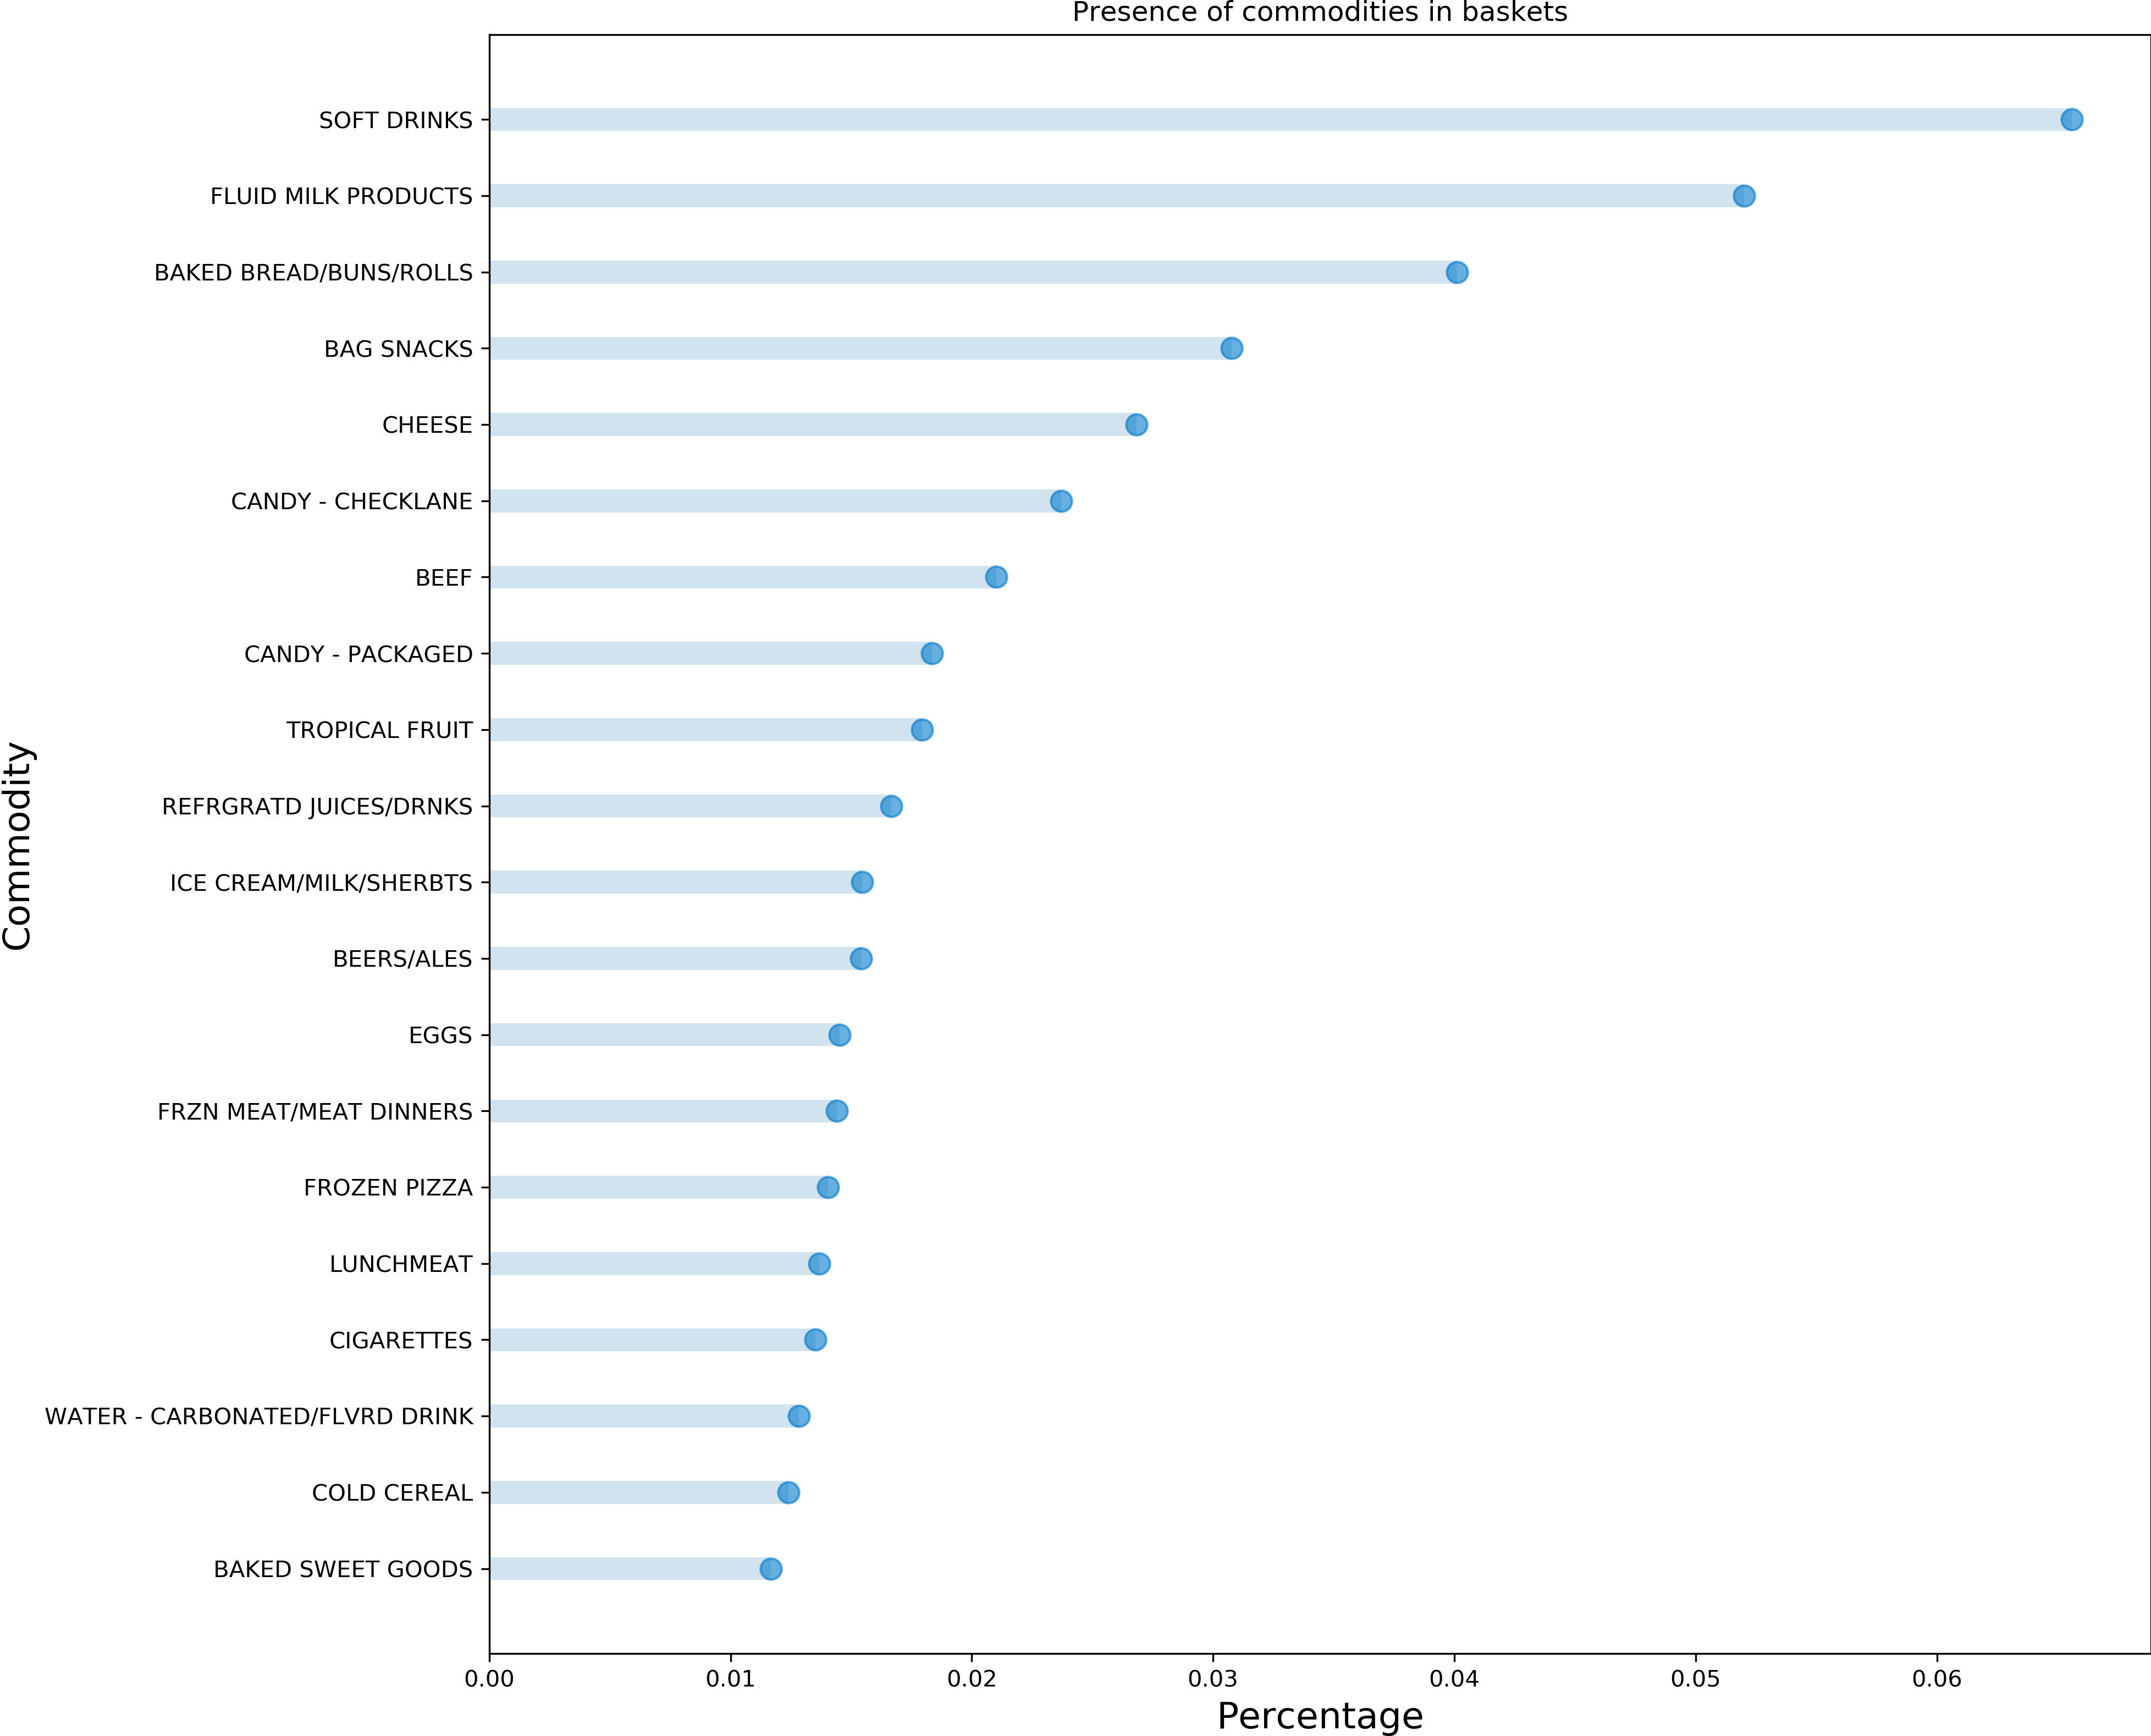 Presence of commodities in baskets
SOFT DRINKS
FLUID MILK PRODUCTS
BAKED BREAD/BUNS/ROLLS
BAG SNACKS
CHEESE
CANDY - CHECKLANE
BEEF
CANDY - PACKAGED
TROPICAL FRUIT
REFRGRATD JUICES/DRNKS
ICE CREAM/MILK/SHERBTS
BEERS/ALES
EGGS
FRZN MEAT/MEAT DINNERS
FROZEN PIZZA
LUNCHMEAT
CIGARETTES
WATER - CARBONATED/FLVRD DRINK
COLD CEREAL
BAKED SWEET GOODS
Commodity
0.00 0.01 0.02 0.03 0.04 0.05 0.06
Percentage